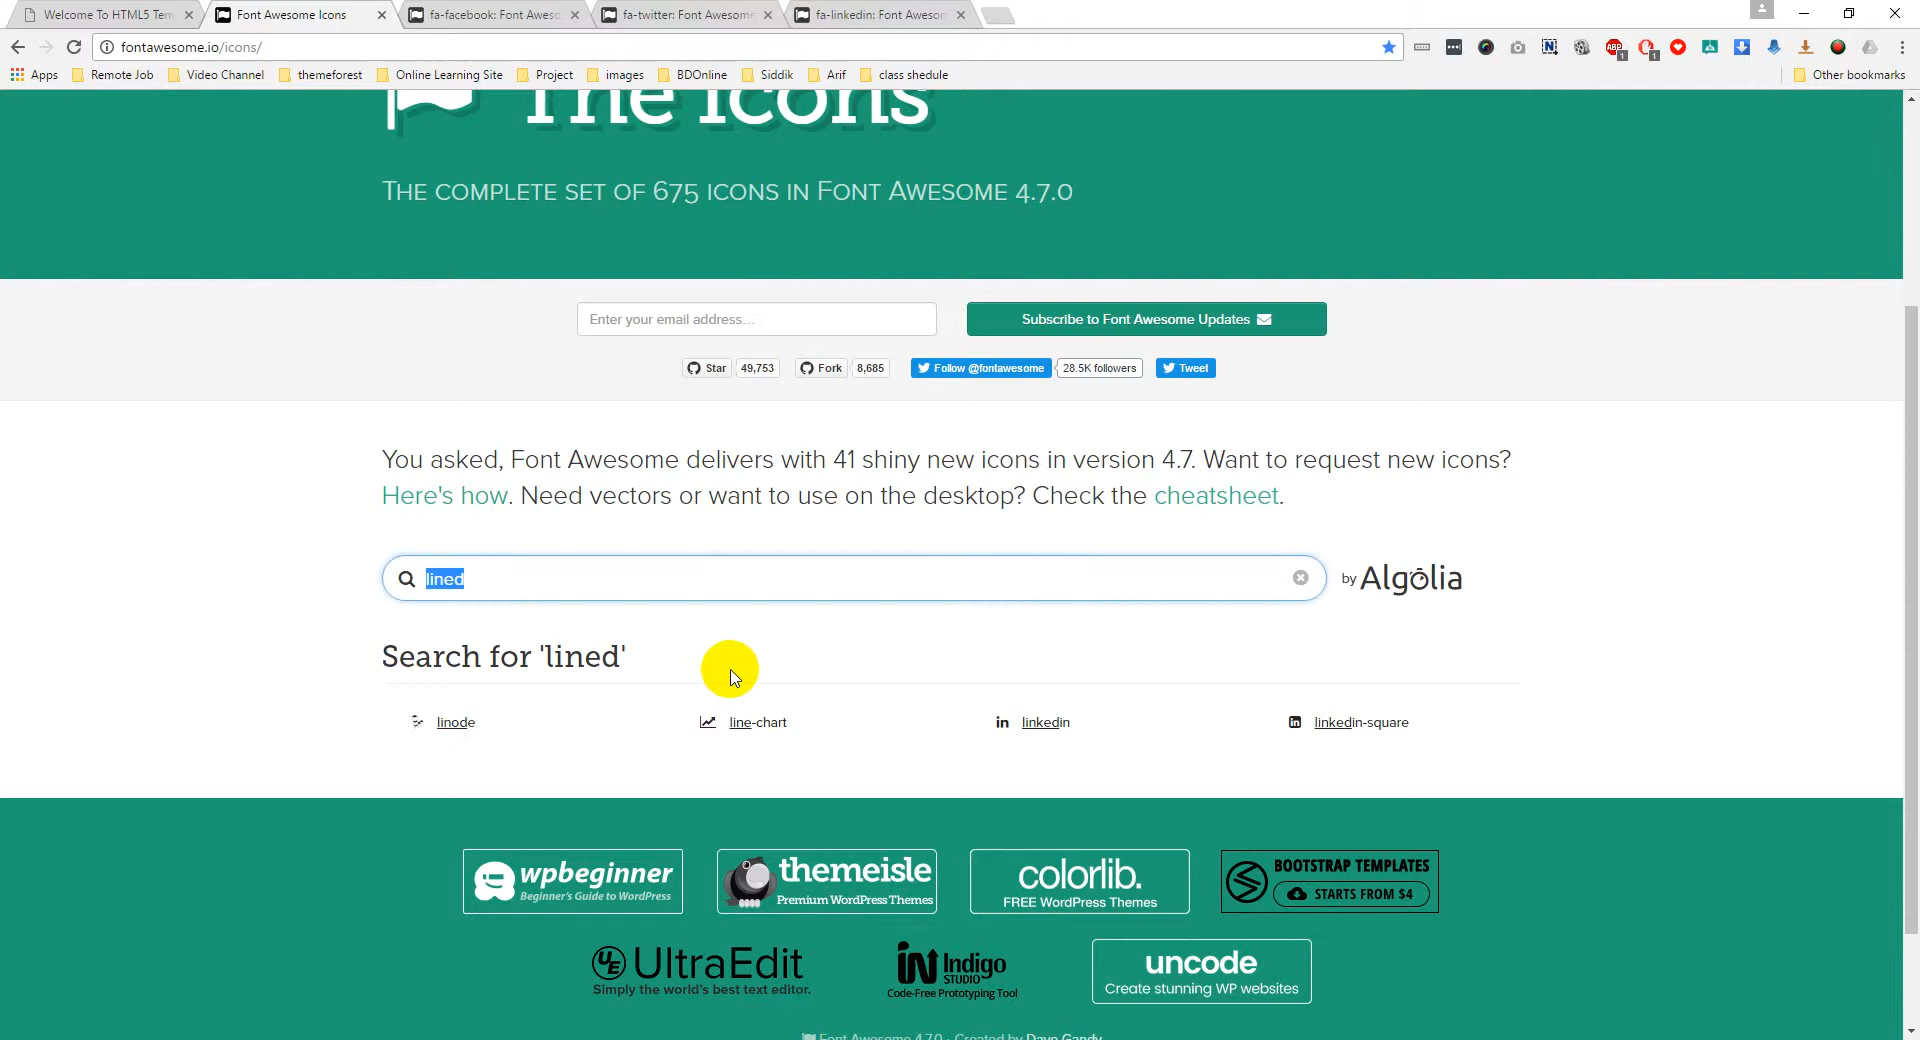 Welcome To HTML5 Tem
Font Awesome Icons
fa-facebook: Font Aweso
fa-twitter: Font Awesome
fa-linkedin: Font Awesom
fontawesome.io/icons/
Apps
Remote Job
Video Channel
themeforest
Online Learning Site
Project
images
BDOnline
Siddik
Arif
class shedule
Other bookmarks
The Icons
The complete set of 675 icons in Font Awesome 4.7.0
Enter your email address...
Subscribe to Font Awesome Updates
Star 49,753
Fork 8,685
Follow @fontawesome
28.5K followers
Tweet
You asked, Font Awesome delivers with 41 shiny new icons in version 4.7. Want to request new icons?
Here's how. Need vectors or want to use on the desktop? Check the cheatsheet.
lined
by Algolia
Search for 'lined'
linode
line-chart
linkedin
linkedin-square
wpbeginner
Beginner's Guide to WordPress
themeisle
Premium WordPress Themes
colorlib.
FREE WordPress Themes
BOOTSTRAP TEMPLATES
STARTS FROM $4
UE UltraEdit
Simply the world's best text editor.
in Indigo
STUDIO
Code-Free Prototyping Tool
uncode
Create stunning WP websites
Font Awesome 4.7.0 · Created by Dave Gandy